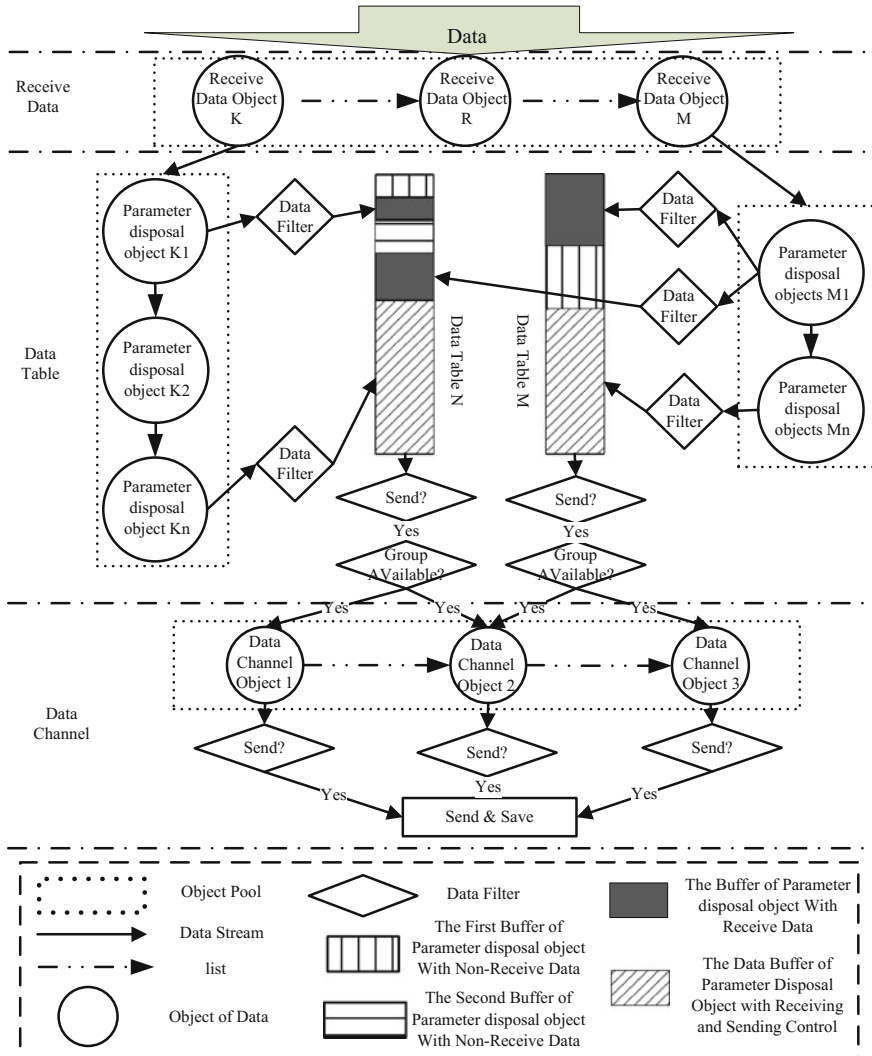 Data
Receive
Data
Receive
Data Object
K
Receive
Data Object
R
Receive
Data Object
M
Data
Table
Parameter
disposal
object K1
Parameter
disposal
object K2
Parameter
disposal
object Kn
Data
Filter
Data
Filter
Data Table N
Data Table M
Data
Filter
Data
Filter
Data
Filter
Parameter
disposal
objects M1
Parameter
disposal
objects Mn
Send?
Send?
Yes
Yes
Group
AVailable?
Group
AVailable?
Yes
Yes
Yes
Yes
Data
Channel
Data
Channel
Object 1
Data
Channel
Object 2
Data
Channel
Object 3
Send?
Send?
Send?
Yes
Yes
Yes
Send & Save
Object Pool
Data Stream
list
Object of Data
Data Filter
The First Buffer of
Parameter disposal object
With Non-Receive Data
The Second Buffer of
Parameter disposal object
With Non-Receive Data
The Buffer of Parameter
disposal object With
Receive Data
The Data Buffer of
Parameter Disposal
Object with Receiving
and Sending Control